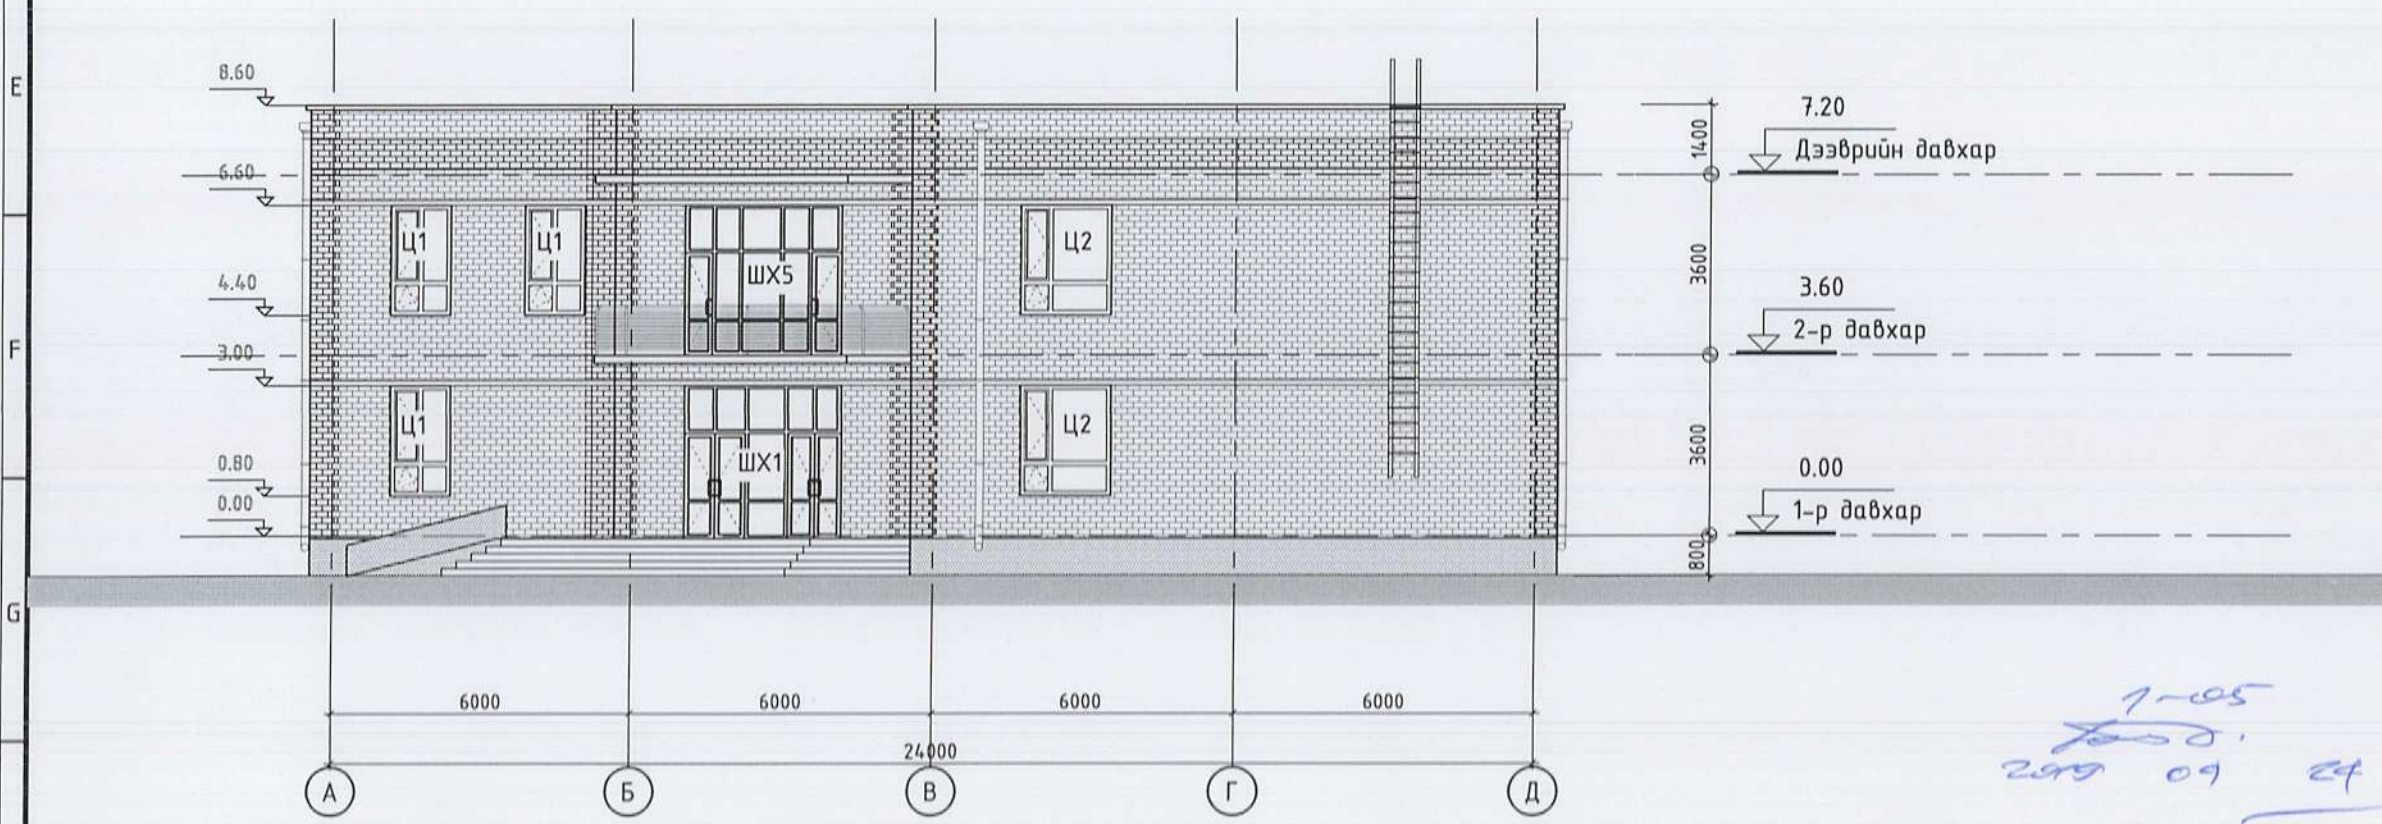 E
F
G
8.60
6.60
4.40
3.00
0.80
0.00
Ц1
Ц1
ШХ5
Ц2
Ц1
ШХ1
Ц2
1400
3600
3600
800
7.20
Дээврийн давхар
3.60
2-р давхар
0.00
1-р давхар
6000
6000
6000
6000
24000
А
Б
В
Г
Д
1-05
2019 09 24